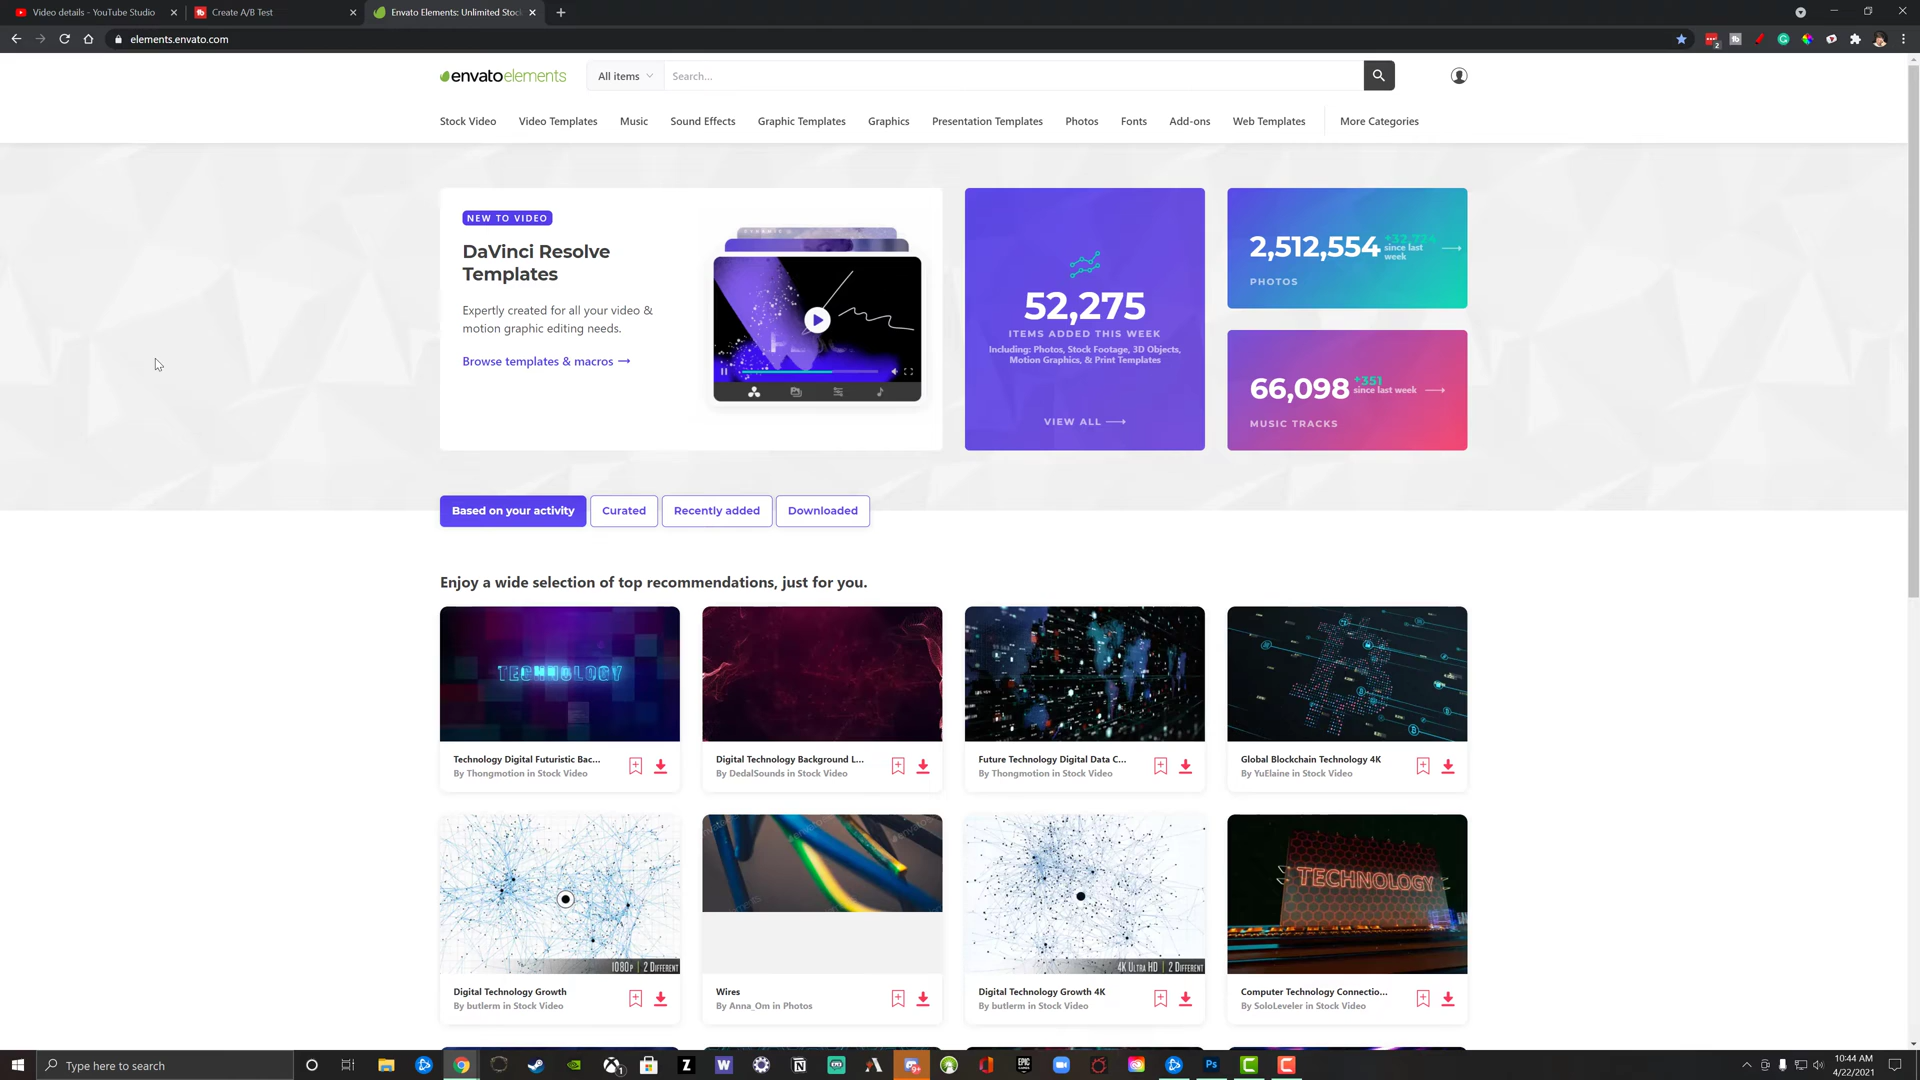 Video details - YouTube Studio
Create A/B Test
Envato Elements: Unlimited Stoc
elements.envato.com
envatoelements
All items
Search...
Stock Video
Video Templates
Music
Sound Effects
Graphic Templates
Graphics
Presentation Templates
Photos
Fonts
Add-ons
Web Templates
More Categories
NEW TO VIDEO
DaVinci Resolve
Templates
Expertly created for all your video &
motion graphic editing needs.
Browse templates & macros
52,275
ITEMS ADDED THIS WEEK
Including: Photos, Stock Footage, 3D Objects,
Motion Graphics, & Print Templates
VIEW ALL
2,512,554
+32,724
since last
week
PHOTOS
66,098
+351
since last week
MUSIC TRACKS
Based on your activity
Curated
Recently added
Downloaded
Enjoy a wide selection of top recommendations, just for you.
TECHNOLOGY
Technology Digital Futuristic Bac...
By Thongmotion in Stock Video
Digital Technology Background L...
By DedalSounds in Stock Video
Future Technology Digital Data C...
By Thongmotion in Stock Video
Global Blockchain Technology 4K
By YuElaine in Stock Video
1080p | 2 Different
4K Ultra HD | 2 Different
TECHNOLOGY
Digital Technology Growth
By butlerm in Stock Video
Wires
By Anna_Om in Photos
Digital Technology Growth 4K
By butlerm in Stock Video
Computer Technology Connectio...
By SoloLeveler in Stock Video
Type here to search
10:44 AM
4/22/2021